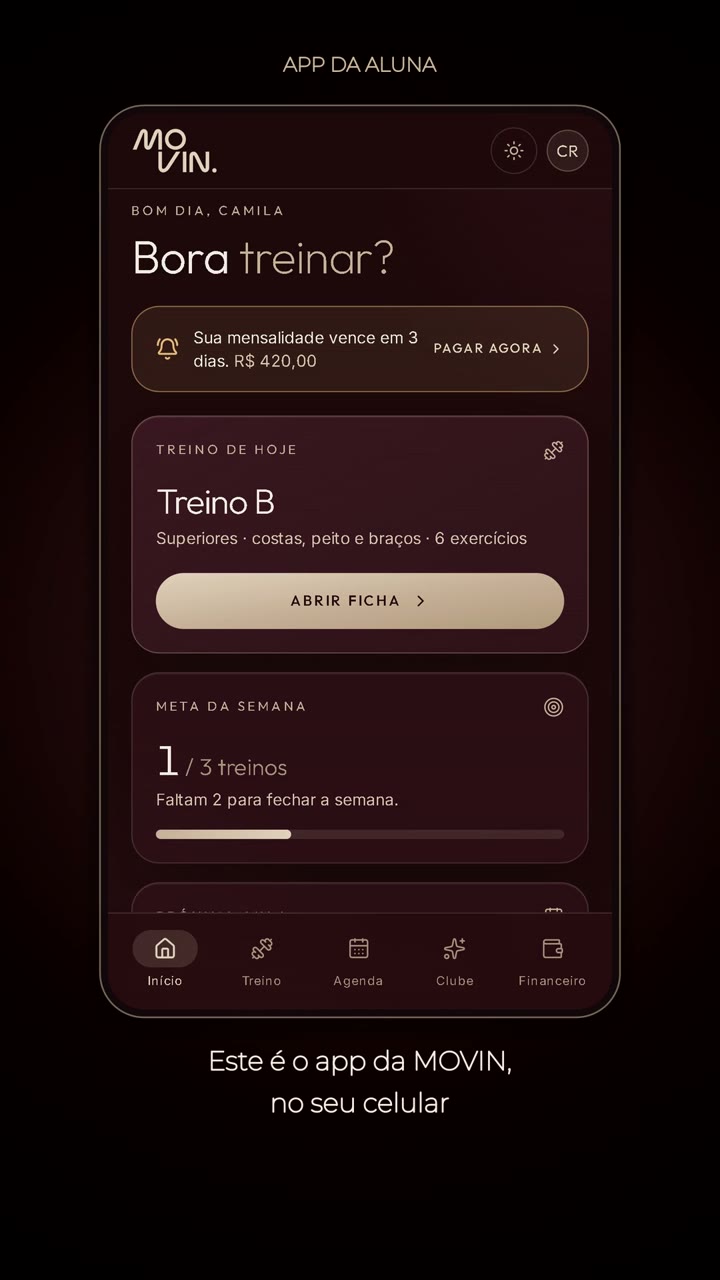 APP DA ALUNA
MO
VIN.
CR
BOM DIA, CAMILA
Bora treinar?
Sua mensalidade vence em 3
dias. R$ 420,00
PAGAR AGORA
TREINO DE HOJE
Treino B
Superiores · costas, peito e braços · 6 exercícios
ABRIR FICHA
META DA SEMANA
1 / 3 treinos
Faltam 2 para fechar a semana.
Início
Treino
Agenda
Clube
Financeiro
Este é o app da MOVIN,
no seu celular